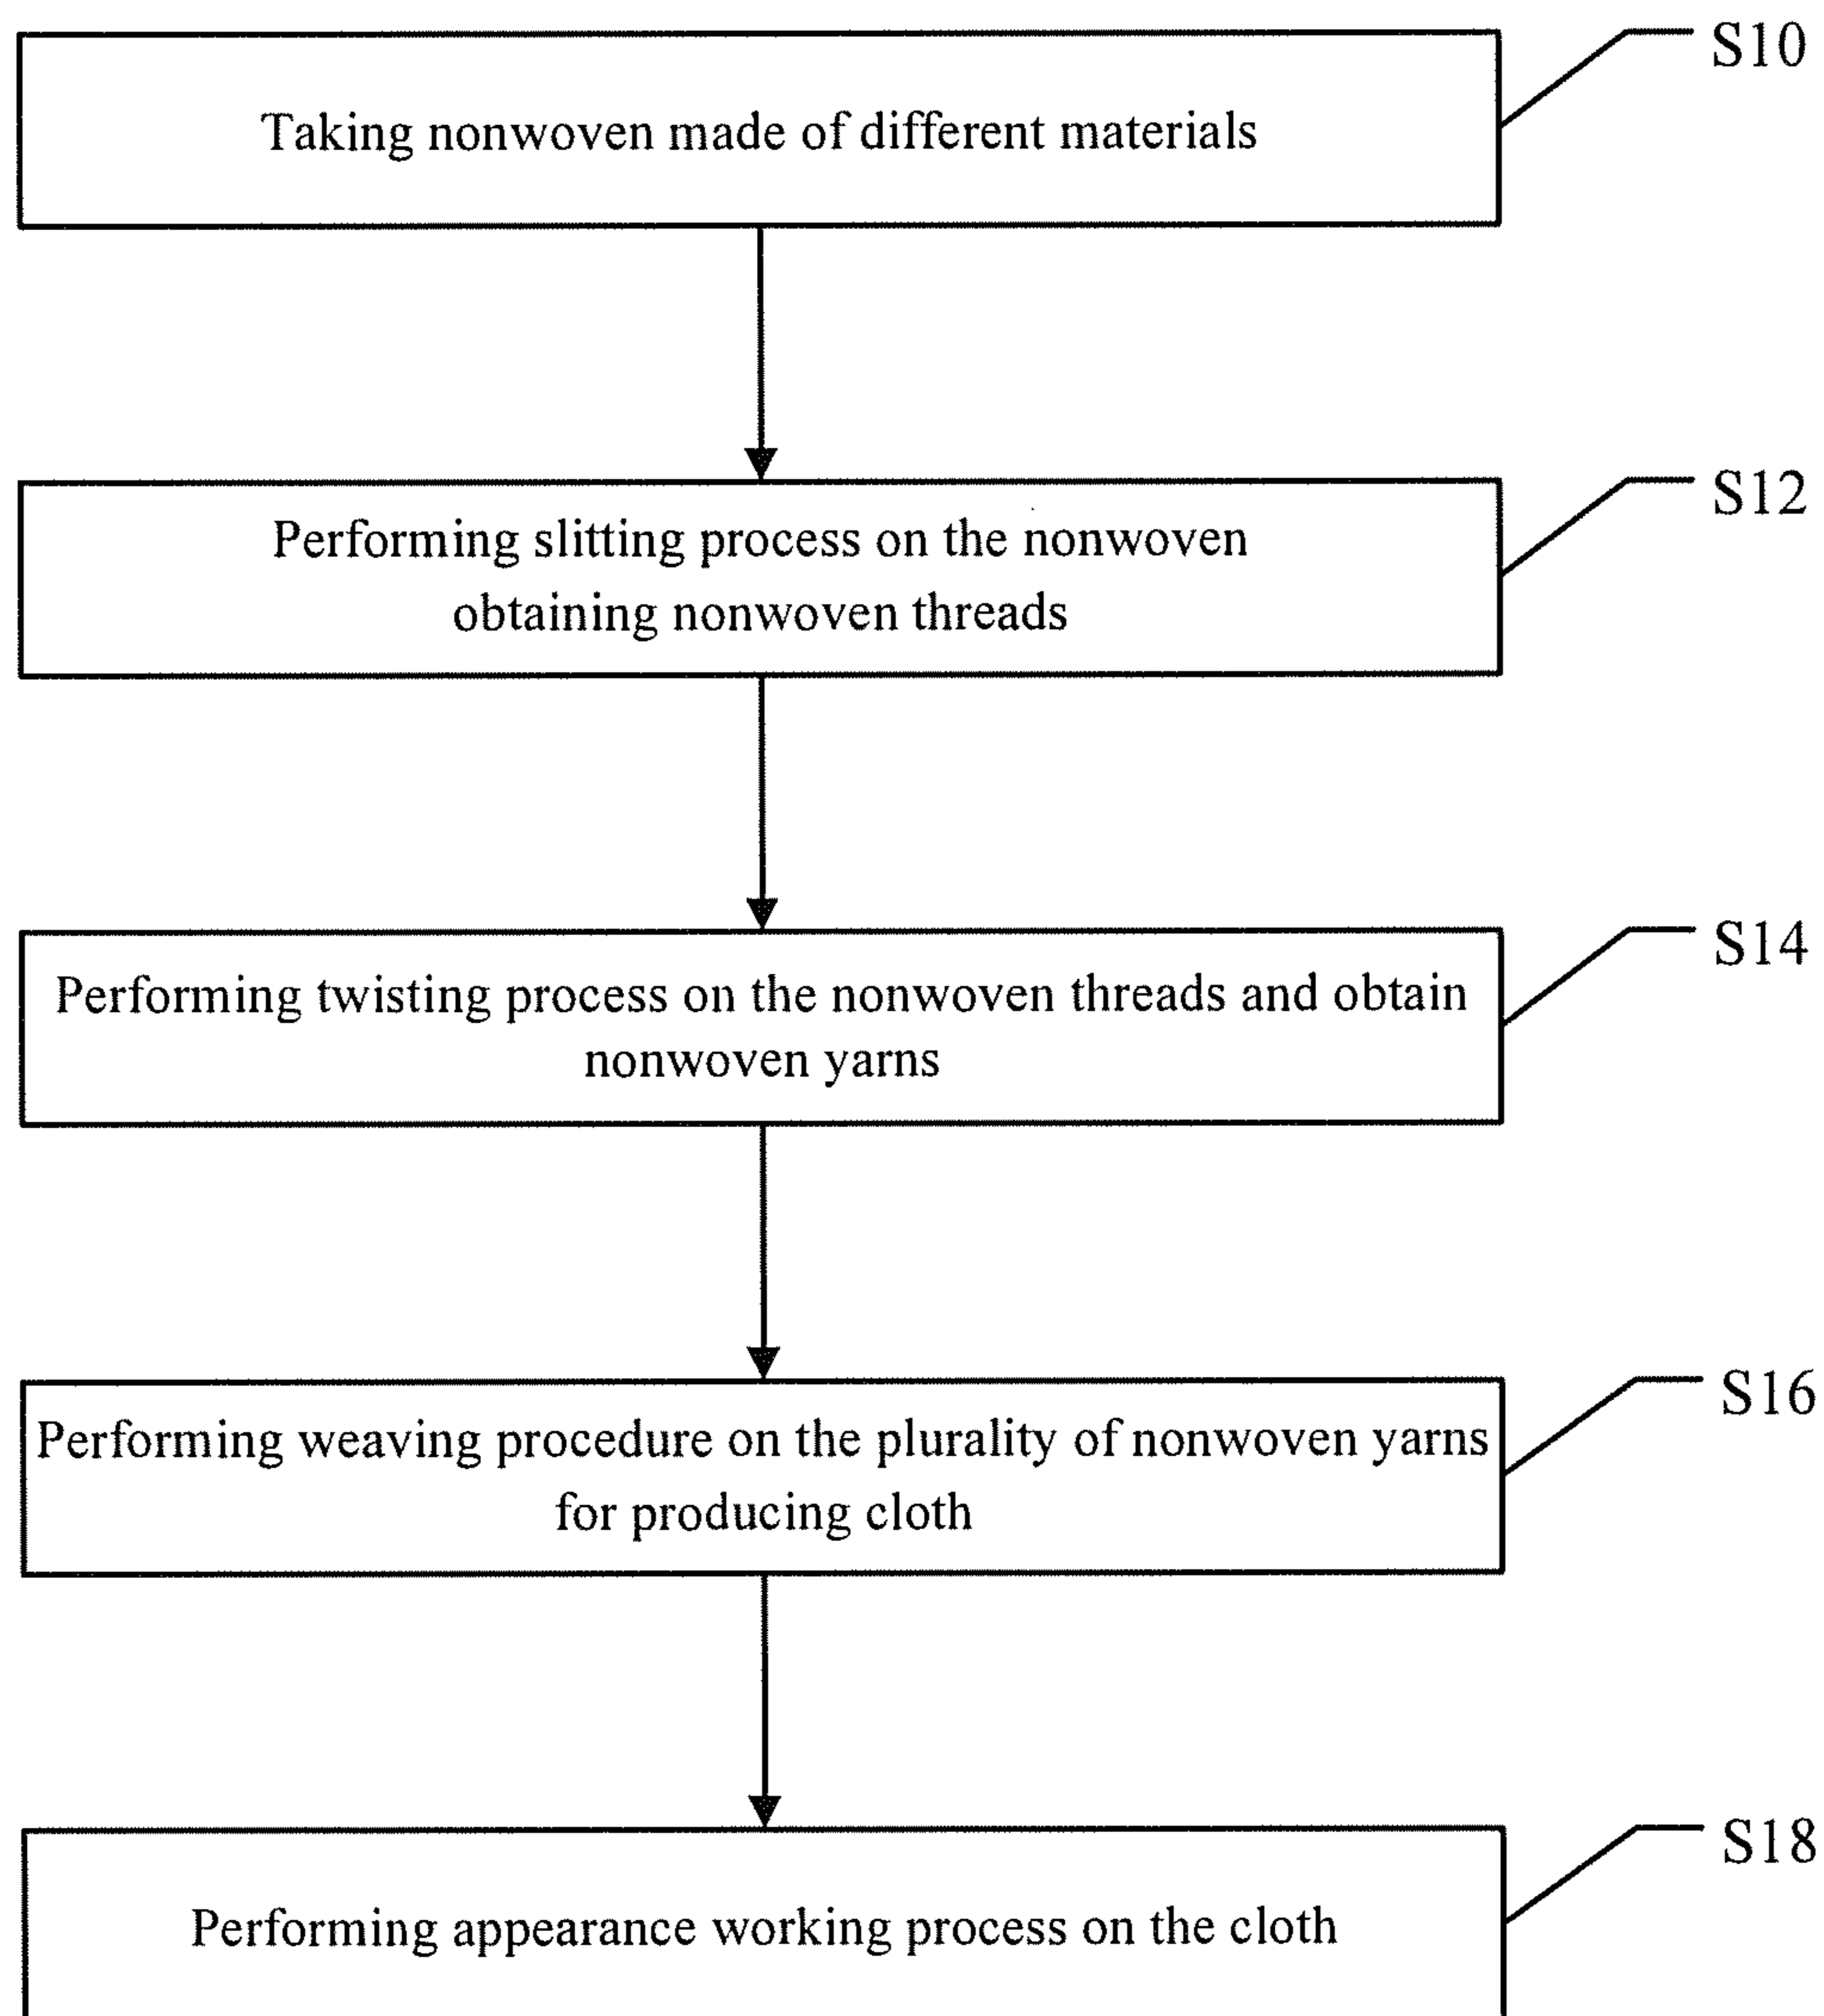 S10
Taking nonwoven made of different materials
S12
Performing slitting process on the nonwoven
obtaining nonwoven threads
S14
Performing twisting process on the nonwoven threads and obtain
nonwoven yarns
S16
Performing weaving procedure on the plurality of nonwoven yarns
for producing cloth
S18
Performing appearance working process on the cloth